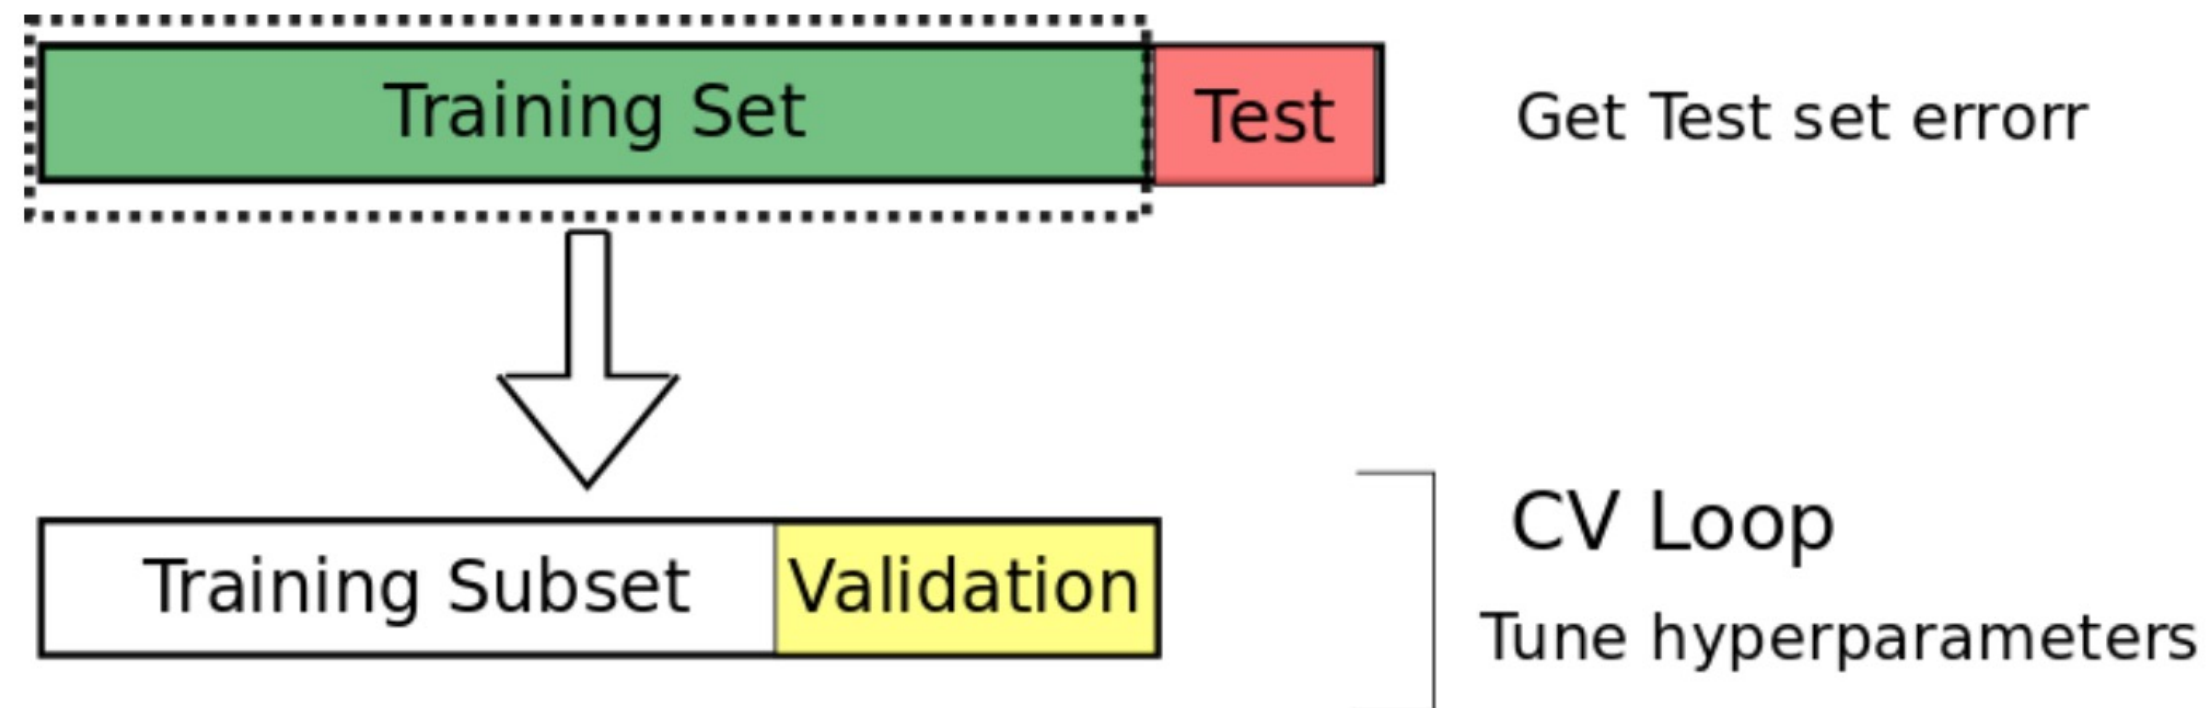 Training Set
Test
Get Test set errorr
Training Subset
Validation
CV Loop
Tune hyperparameters